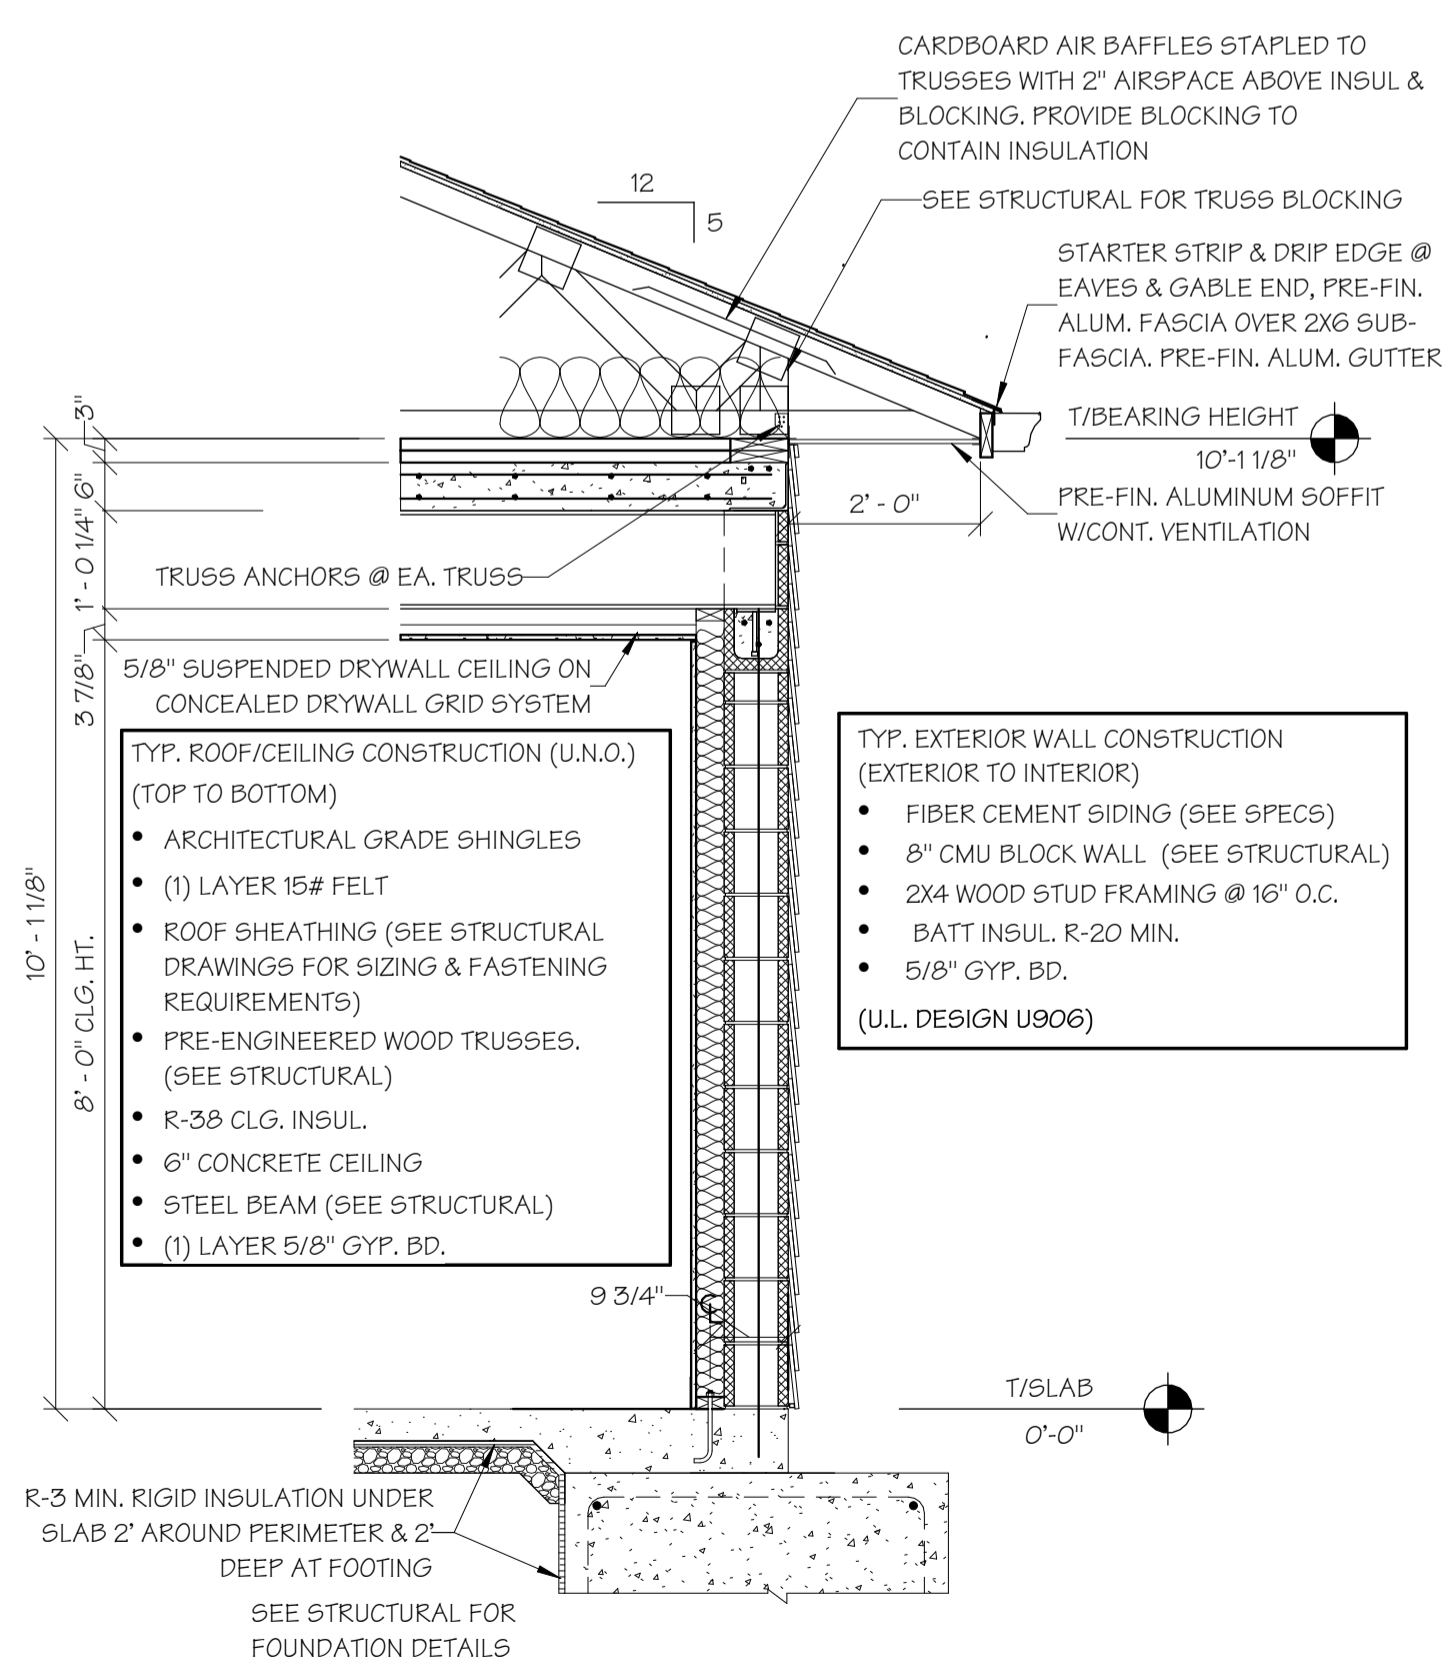 CARDBOARD AIR BAFFLES STAPLED TO
TRUSSES WITH 2" AIRSPACE ABOVE INSUL &
BLOCKING. PROVIDE BLOCKING TO
CONTAIN INSULATION
12
5
SEE STRUCTURAL FOR TRUSS BLOCKING
STARTER STRIP & DRIP EDGE @
EAVES & GABLE END, PRE-FIN.
ALUM. FASCIA OVER 2X6 SUB-
FASCIA. PRE-FIN. ALUM. GUTTER
T/BEARING HEIGHT
10'-1 1/8"
PRE-FIN. ALUMINUM SOFFIT
W/CONT. VENTILATION
2' - 0"
3"
6"
1' - 0 1/4"
3 7/8"
8' - 0" CLG. HT.
10' - 1 1/8"
TRUSS ANCHORS @ EA. TRUSS
5/8" SUSPENDED DRYWALL CEILING ON
CONCEALED DRYWALL GRID SYSTEM
TYP. ROOF/CEILING CONSTRUCTION (U.N.O.)
(TOP TO BOTTOM)
• ARCHITECTURAL GRADE SHINGLES
• (1) LAYER 15# FELT
• ROOF SHEATHING (SEE STRUCTURAL
DRAWINGS FOR SIZING & FASTENING
REQUIREMENTS)
• PRE-ENGINEERED WOOD TRUSSES.
(SEE STRUCTURAL)
• R-38 CLG. INSUL.
• 6" CONCRETE CEILING
• STEEL BEAM (SEE STRUCTURAL)
• (1) LAYER 5/8" GYP. BD.
TYP. EXTERIOR WALL CONSTRUCTION
(EXTERIOR TO INTERIOR)
• FIBER CEMENT SIDING (SEE SPECS)
• 8" CMU BLOCK WALL (SEE STRUCTURAL)
• 2X4 WOOD STUD FRAMING @ 16" O.C.
• BATT INSUL. R-20 MIN.
• 5/8" GYP. BD.
(U.L. DESIGN U906)
9 3/4"
CL
T/SLAB
0'-0"
R-3 MIN. RIGID INSULATION UNDER
SLAB 2' AROUND PERIMETER & 2'
DEEP AT FOOTING
SEE STRUCTURAL FOR
FOUNDATION DETAILS